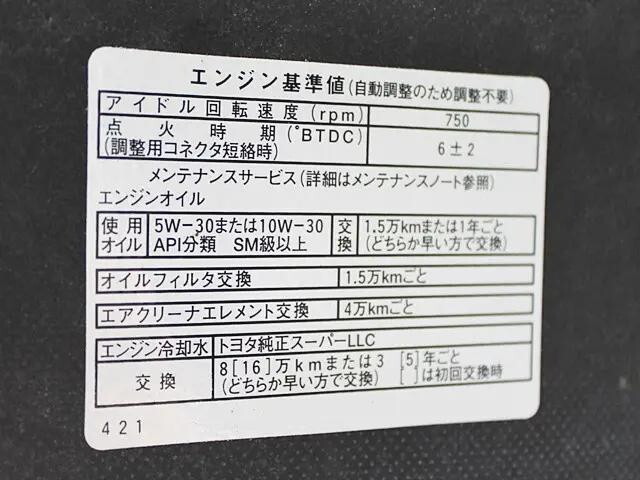 エンジン基準値(自動調整のため調整不要)
アイドル回転速度(rpm) 750
点火時期(°BTDC) 6±2
(調整用コネクタ短絡時)
メンテナンスサービス(詳細はメンテナンスノート参照)
エンジンオイル
使用 5W-30または10W-30 交 1.5万kmまたは1年ごと
オイル API分類 SM級以上 換 (どちらか早い方で交換)
オイルフィルタ交換 1.5万kmごと
エアクリーナエレメント交換 4万kmごと
エンジン冷却水 トヨタ純正スーパーLLC
交換 8[16]万kmまたは3[5]年ごと
(どちらか早い方で交換) [ ]は初回交換時
421